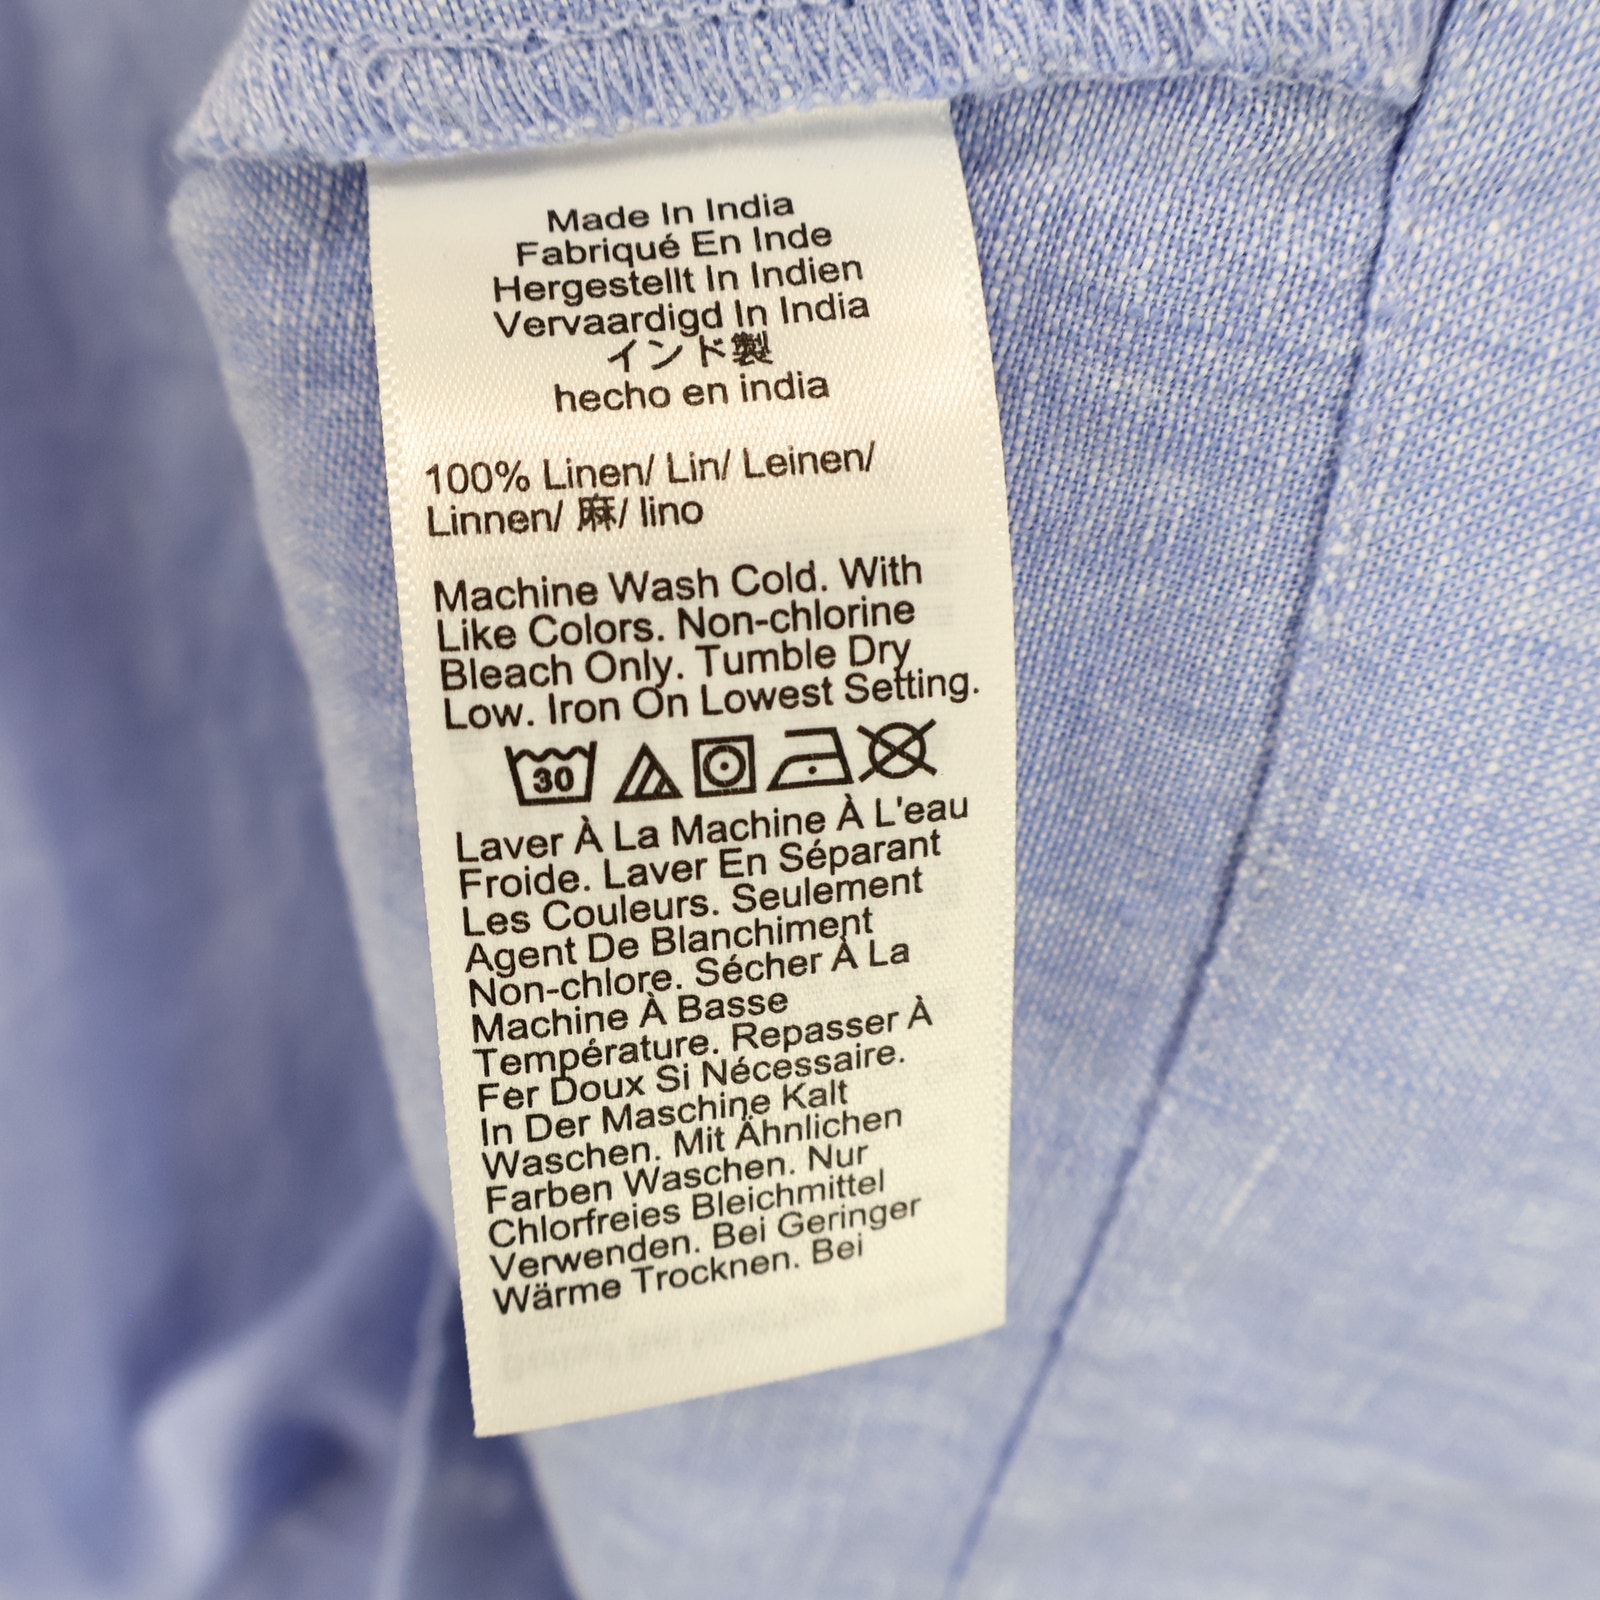 Made In India
Fabriqué En Inde
Hergestellt In Indien
Vervaardigd In India
インド製
hecho en india
100% Linen/ Lin/ Leinen/
Linnen/ 麻/ lino
Machine Wash Cold. With
Like Colors. Non-chlorine
Bleach Only. Tumble Dry
Low. Iron On Lowest Setting.
30
Laver À La Machine À L'eau
Froide. Laver En Séparant
Les Couleurs. Seulement
Agent De Blanchiment
Non-chlore. Sécher À La
Machine À Basse
Température. Repasser À
Fer Doux Si Nécessaire.
In Der Maschine Kalt
Waschen. Mit Ähnlichen
Farben Waschen. Nur
Chlorfreies Bleichmittel
Verwenden. Bei Geringer
Wärme Trocknen. Bei